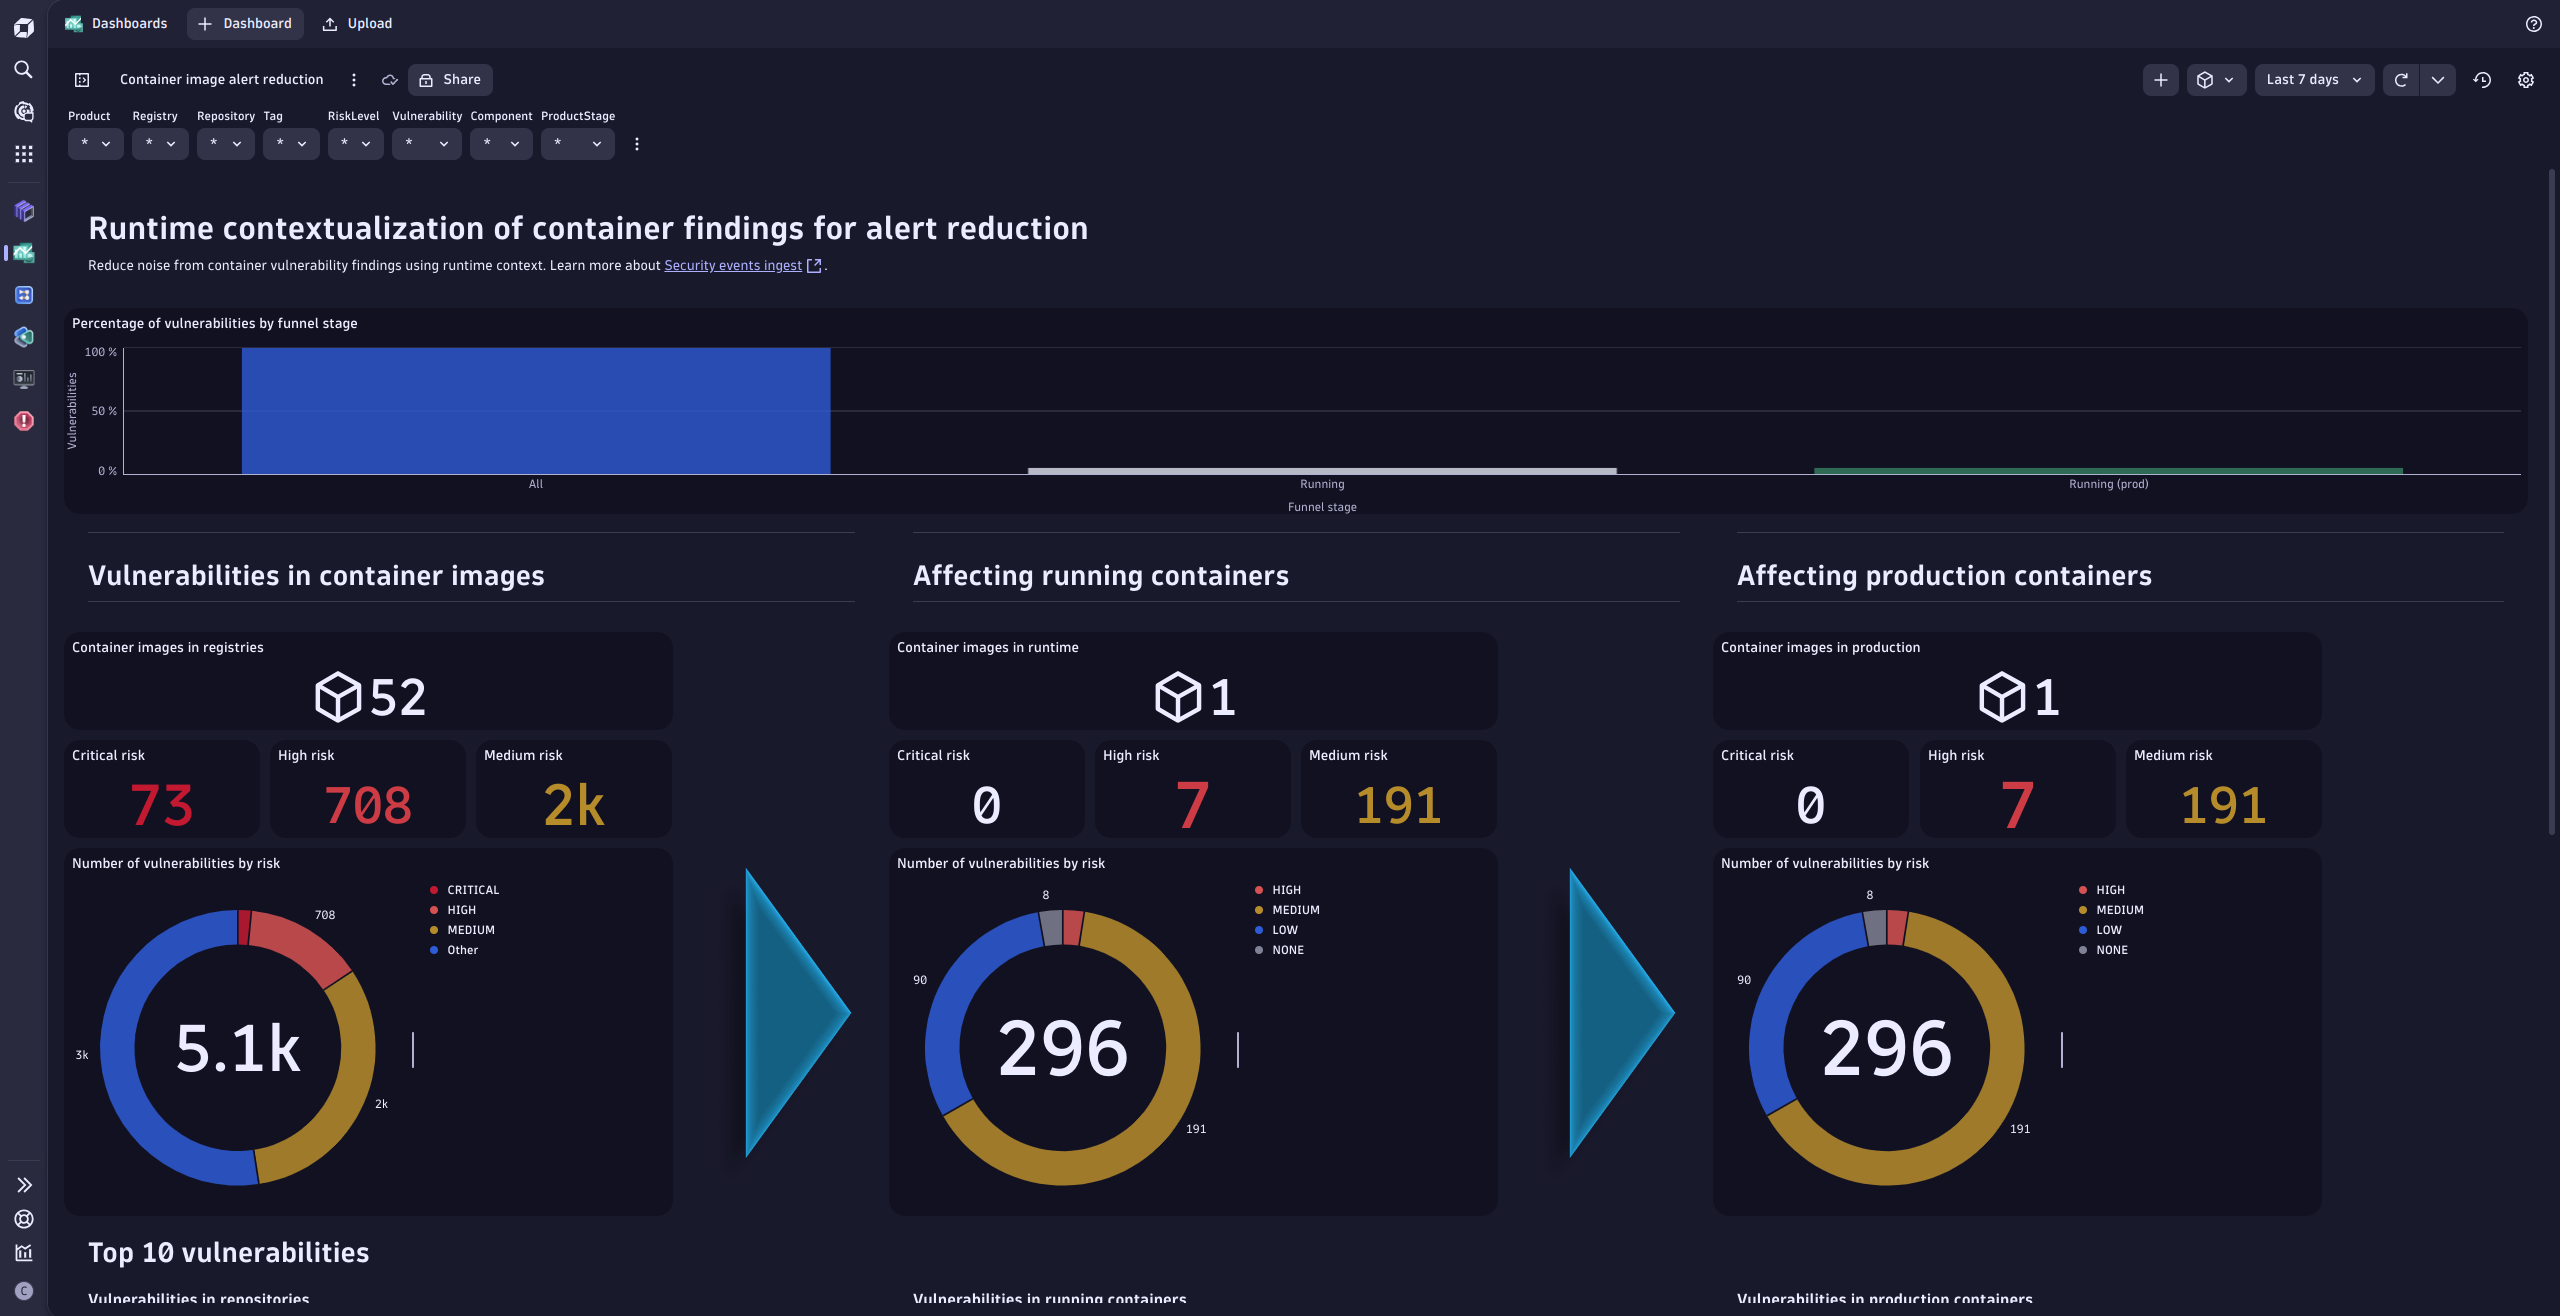 Dashboards
Dashboard
Upload
Container image alert reduction
Share
Last 7 days
Product Registry Repository Tag RiskLevel Vulnerability Component ProductStage
* * * * * * * *
Runtime contextualization of container findings for alert reduction
Reduce noise from container vulnerability findings using runtime context. Learn more about Security events ingest .
Percentage of vulnerabilities by funnel stage
Vulnerabilities
100 %
50 %
0 %
All
Running
Running (prod)
Funnel stage
Vulnerabilities in container images
Container images in registries
52
Critical risk
73
High risk
708
Medium risk
2k
Number of vulnerabilities by risk
708
3k
5.1k
2k
CRITICAL
HIGH
MEDIUM
Other
Affecting running containers
Container images in runtime
1
Critical risk
0
High risk
7
Medium risk
191
Number of vulnerabilities by risk
8
90
296
191
HIGH
MEDIUM
LOW
NONE
Affecting production containers
Container images in production
1
Critical risk
0
High risk
7
Medium risk
191
Number of vulnerabilities by risk
8
90
296
191
HIGH
MEDIUM
LOW
NONE
Top 10 vulnerabilities
Vulnerabilities in repositories
Vulnerabilities in running containers
Vulnerabilities in production containers
C